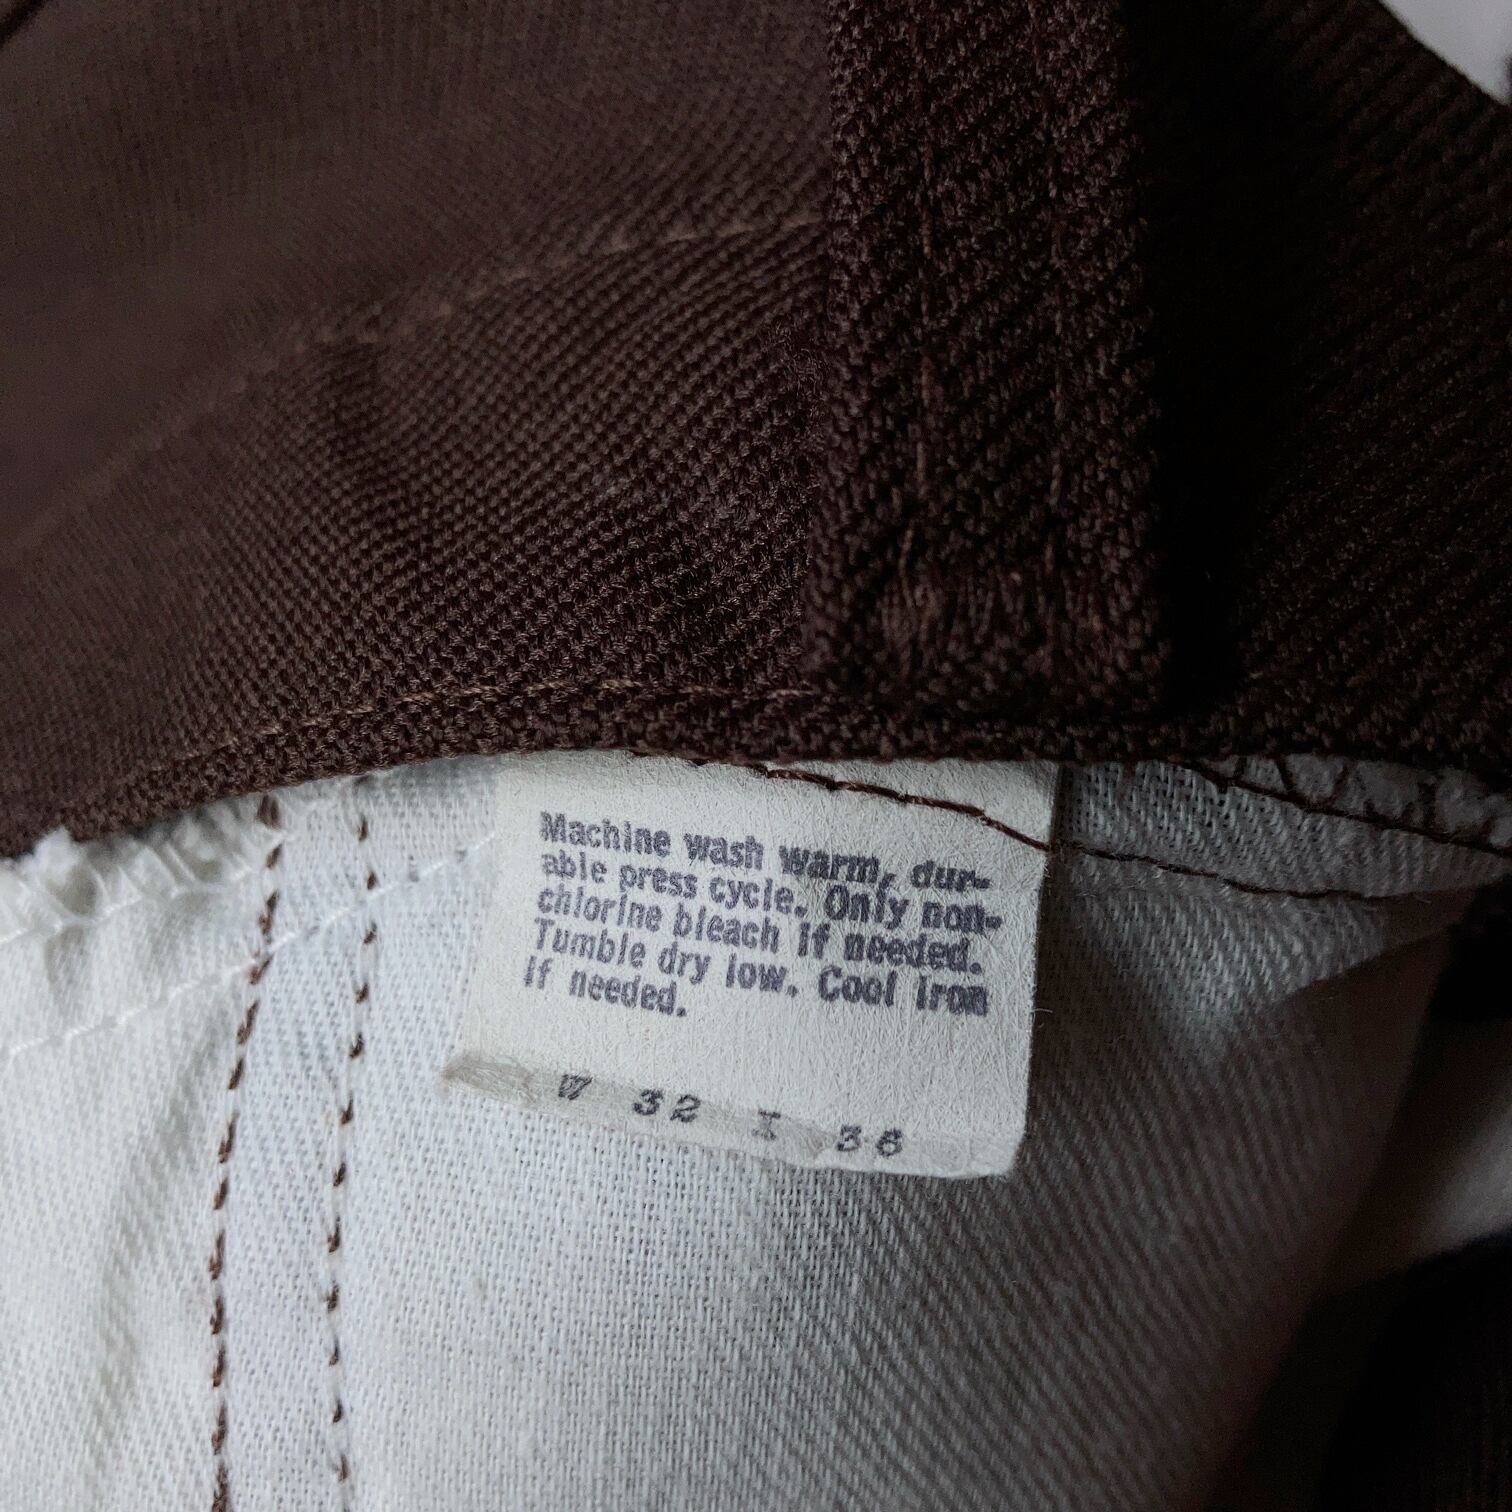 Machine wash warm, dur-
able press cycle. Only non-
chlorine bleach if needed.
Tumble dry low. Cool iron
if needed.
W 32 I 36